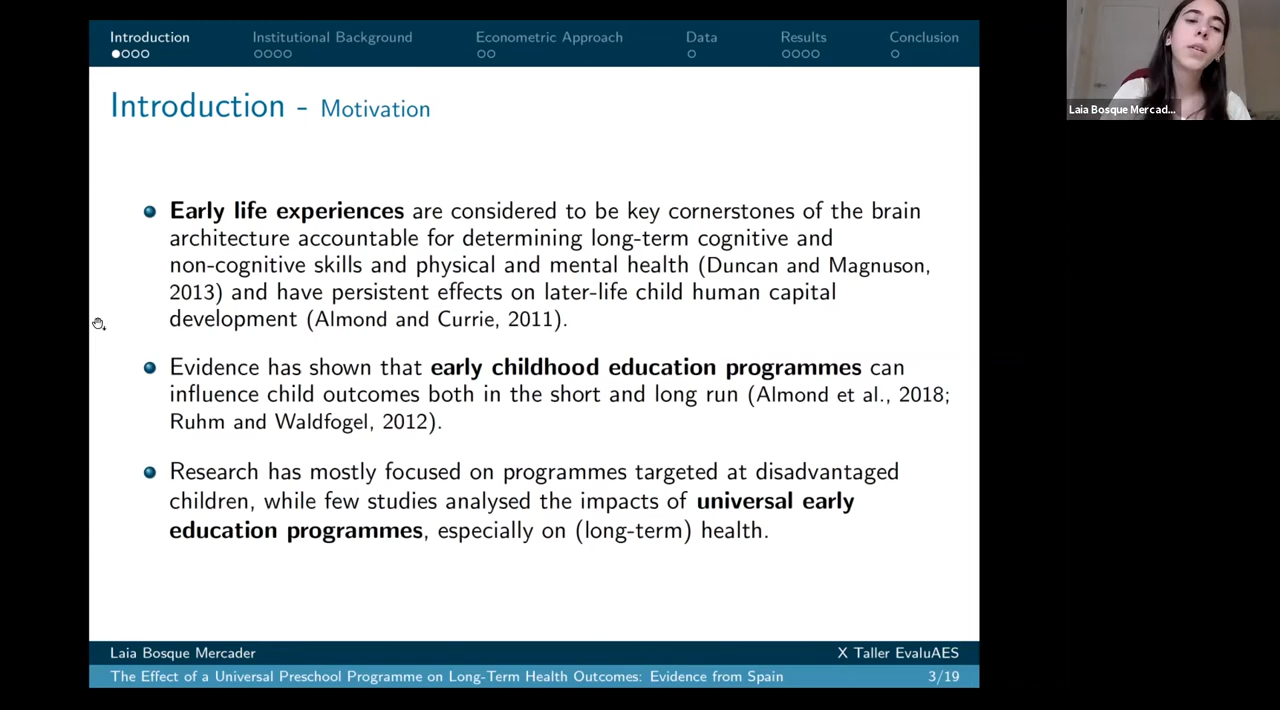 Introduction
Institutional Background
Econometric Approach
Data
Results
Conclusion
Laia Bosque Mercad...
Introduction - Motivation
Early life experiences are considered to be key cornerstones of the brain
architecture accountable for determining long-term cognitive and
non-cognitive skills and physical and mental health (Duncan and Magnuson,
2013) and have persistent effects on later-life child human capital
development (Almond and Currie, 2011).
Evidence has shown that early childhood education programmes can
influence child outcomes both in the short and long run (Almond et al., 2018;
Ruhm and Waldfogel, 2012).
Research has mostly focused on programmes targeted at disadvantaged
children, while few studies analysed the impacts of universal early
education programmes, especially on (long-term) health.
Laia Bosque Mercader
X Taller EvaluAES
The Effect of a Universal Preschool Programme on Long-Term Health Outcomes: Evidence from Spain
3/19